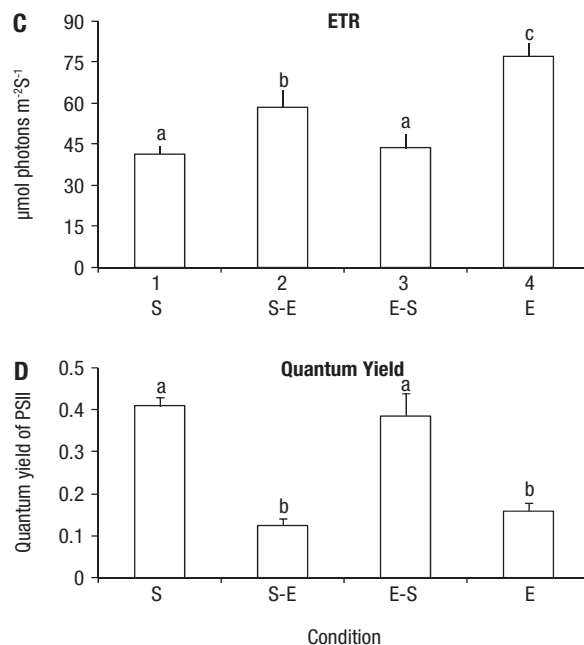 C
ETR
µmol photons m⁻²S⁻¹
90
75
60
45
30
15
0
a
b
a
c
1 2 3 4
S S-E E-S E
D
Quantum Yield
Quantum yield of PSII
0.5
0.4
0.3
0.2
0.1
0
a
b
a
b
S S-E E-S E
Condition